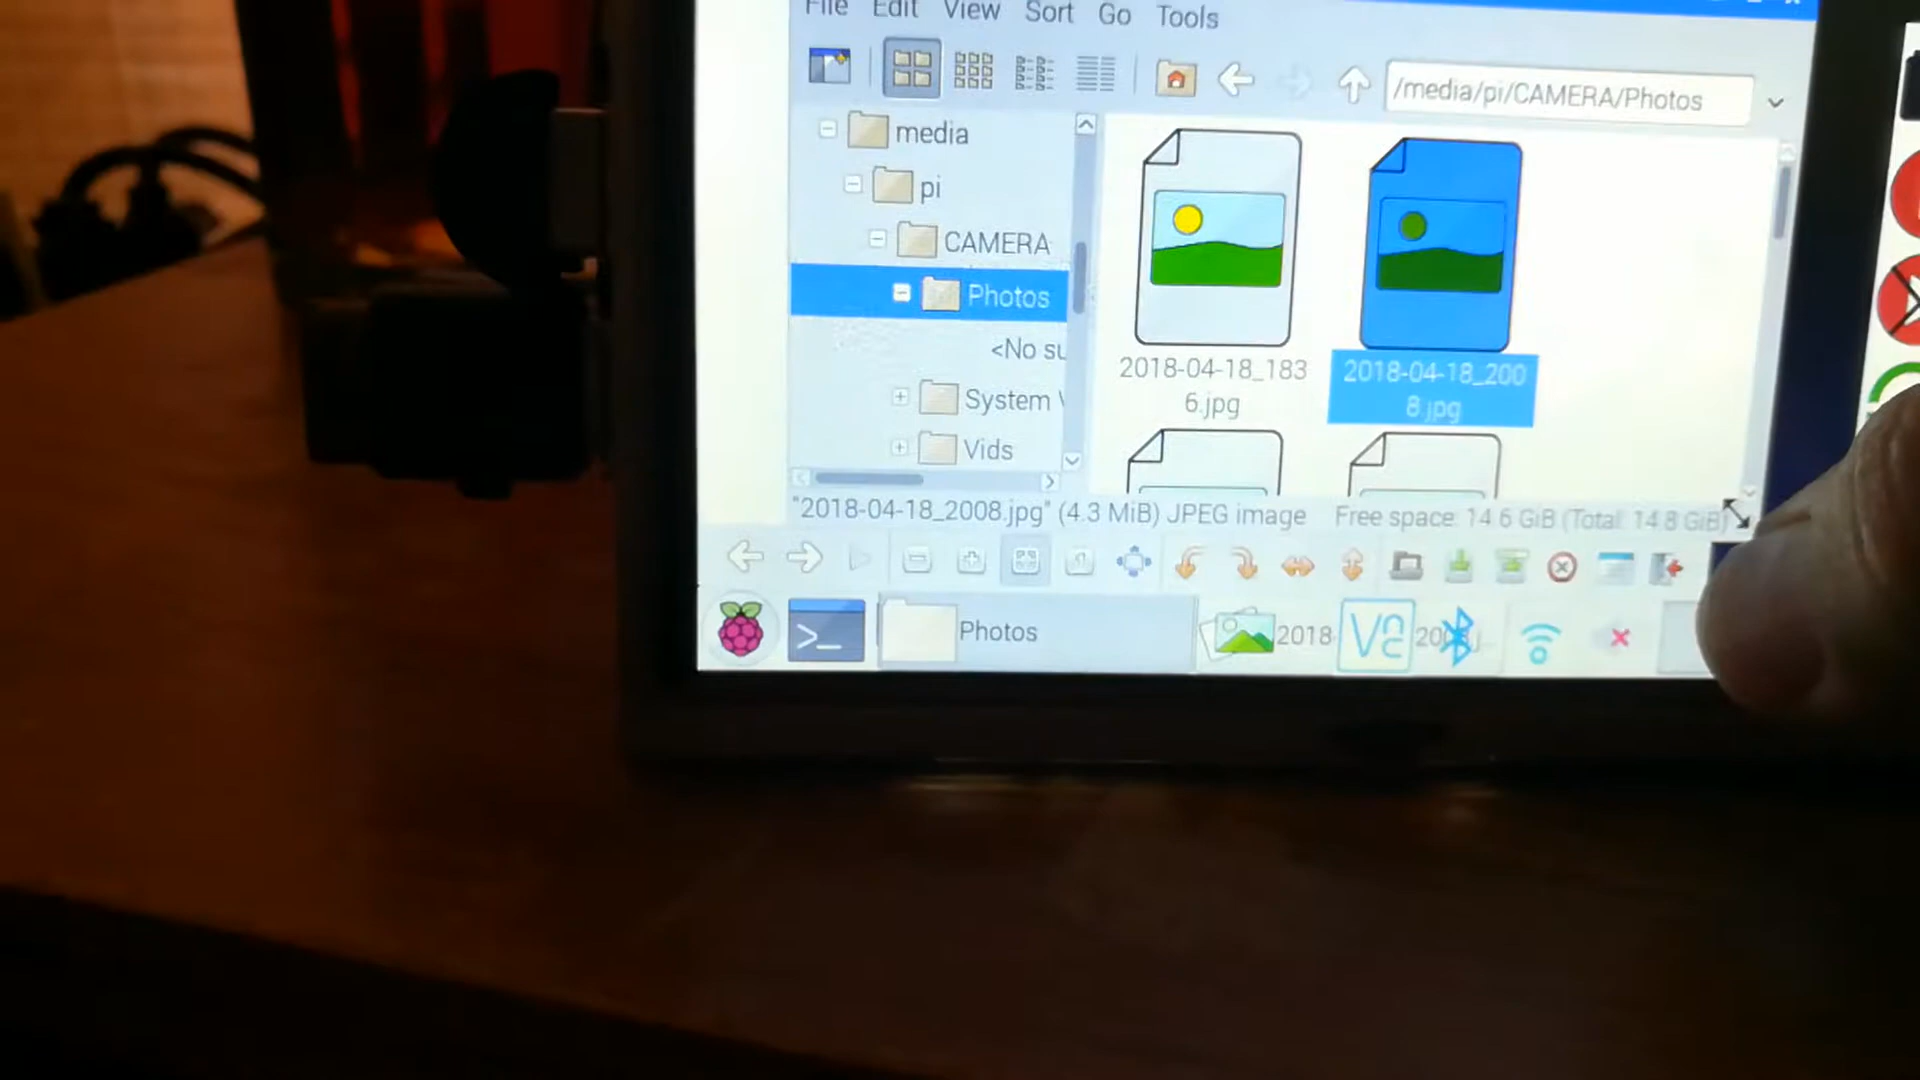 File Edit View Sort Go Tools
/media/pi/CAMERA/Photos
media
pi
CAMERA
Photos
<No su
System
Vids
2018-04-18_183
6.jpg
2018-04-18_200
8.jpg
"2018-04-18_2008.jpg" (4.3 MiB) JPEG image
Free space: 14.6 GiB (Total: 14.8 GiB)
>_
Photos
2018